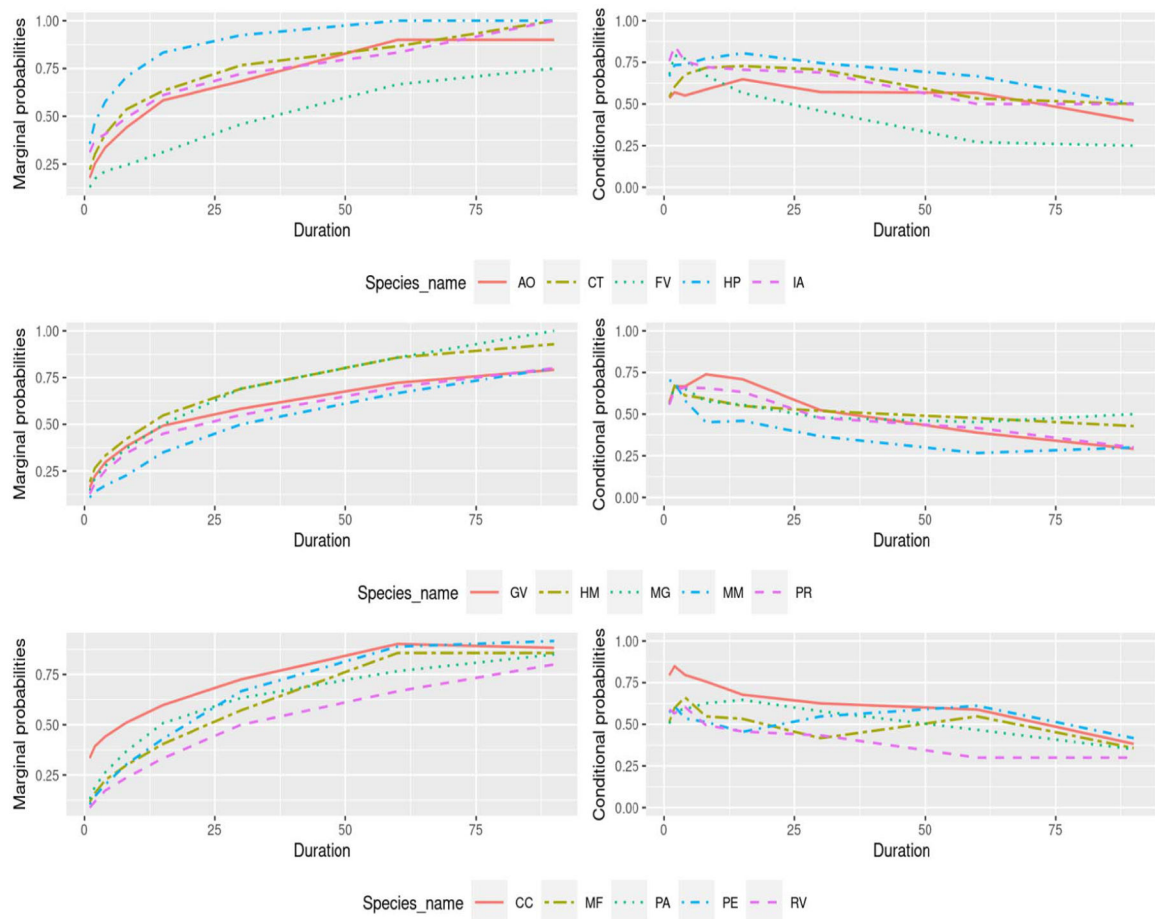 Marginal probabilities
1.00
0.75
0.50
0.25
0 25 50 75
Duration
Conditional probabilities
1.00
0.75
0.50
0.25
0.00
0 25 50 75
Duration
Species_name AO CT FV HP IA
Marginal probabilities
1.00
0.75
0.50
0.25
0 25 50 75
Duration
Conditional probabilities
1.00
0.75
0.50
0.25
0.00
0 25 50 75
Duration
Species_name GV HM MG MM PR
Marginal probabilities
0.75
0.50
0.25
0 25 50 75
Duration
Conditional probabilities
1.00
0.75
0.50
0.25
0.00
0 25 50 75
Duration
Species_name CC MF PA PE RV